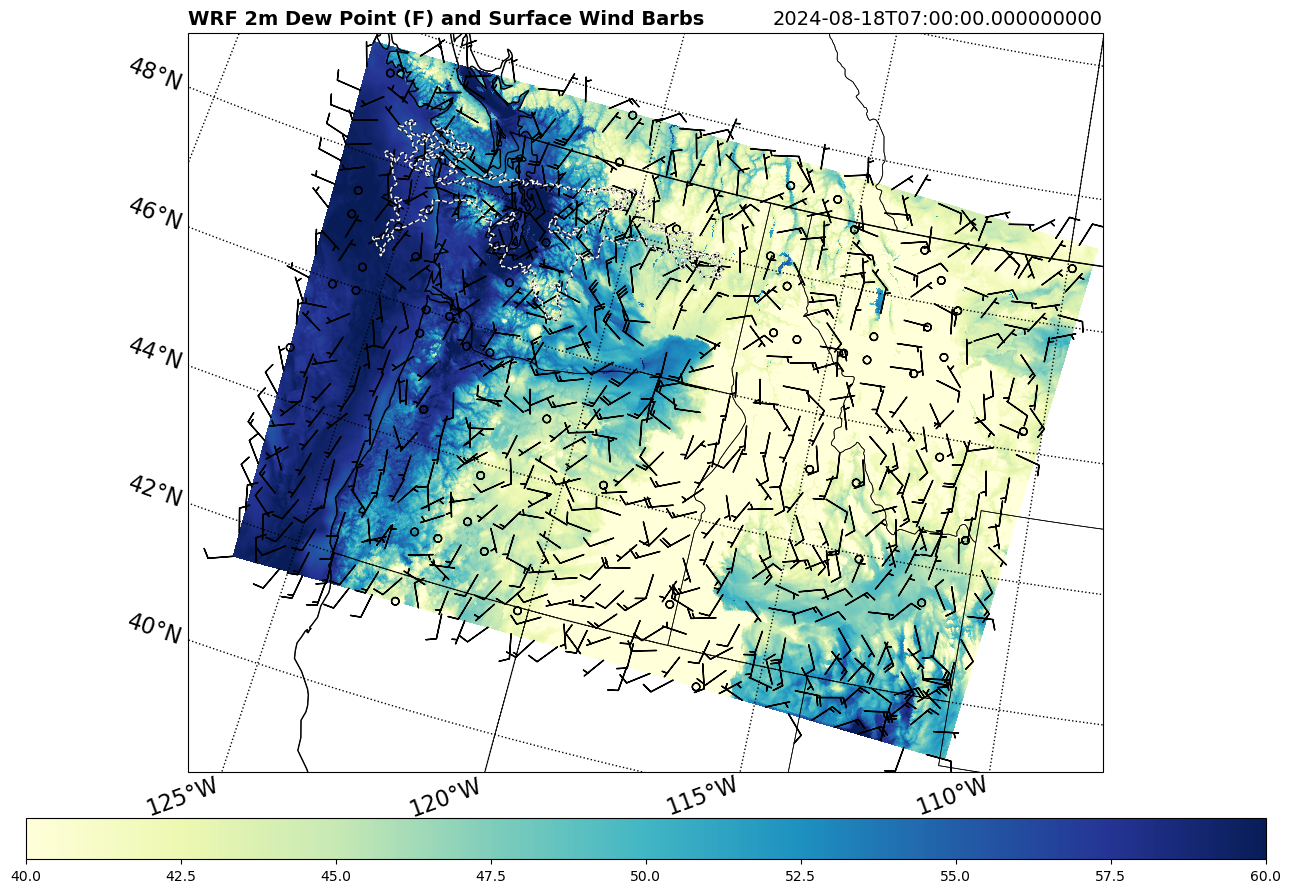 WRF 2m Dew Point (F) and Surface Wind Barbs 2024-08-18T07:00:00.000000000
48°N
46°N
44°N
42°N
40°N
125°W 120°W 115°W 110°W
40.0 42.5 45.0 47.5 50.0 52.5 55.0 57.5 60.0